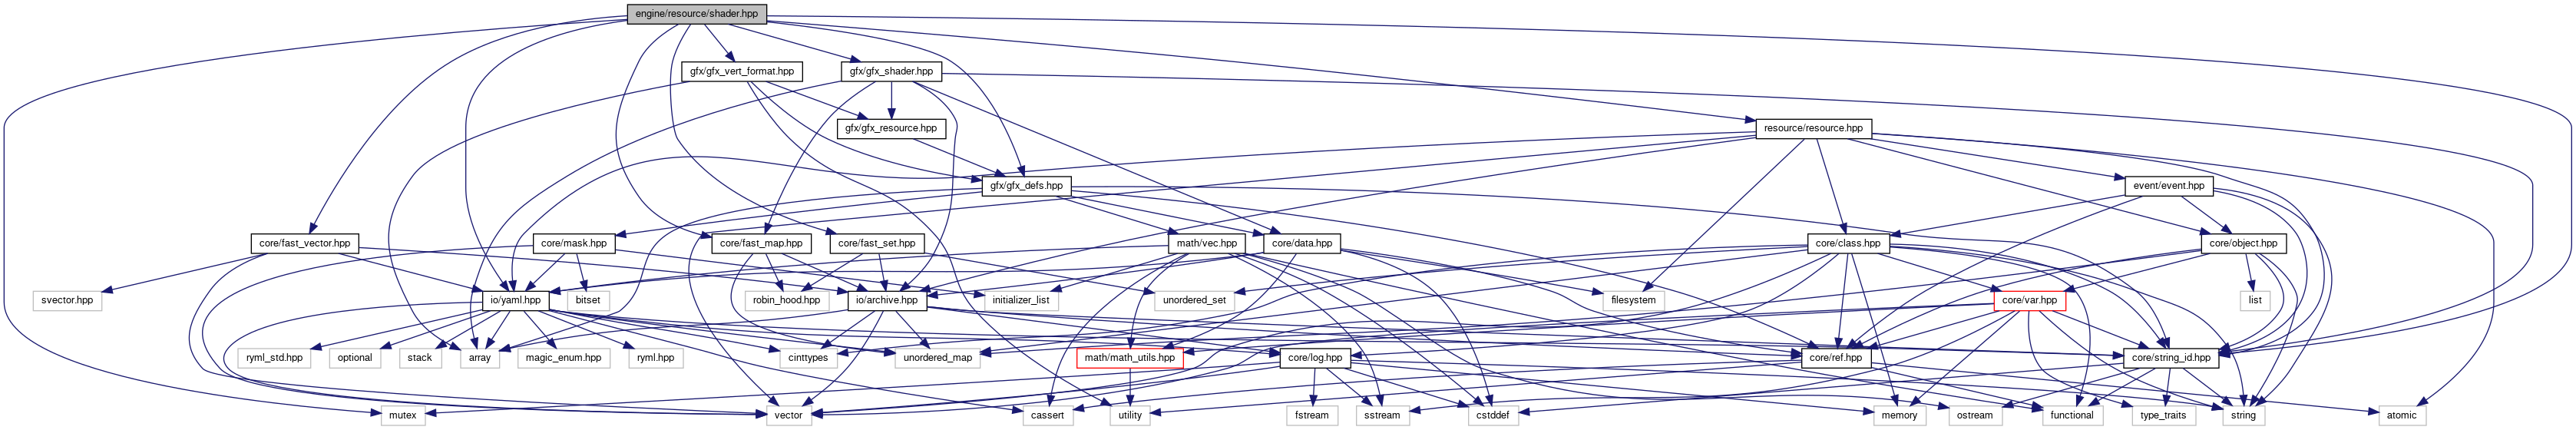 engine/resource/shader.hpp
gfx/gfx_vert_format.hpp
gfx/gfx_shader.hpp
gfx/gfx_resource.hpp
resource/resource.hpp
gfx/gfx_defs.hpp
event/event.hpp
core/fast_vector.hpp
core/mask.hpp
core/fast_map.hpp
core/fast_set.hpp
math/vec.hpp
core/data.hpp
core/class.hpp
core/object.hpp
svector.hpp
io/yaml.hpp
bitset
robin_hood.hpp
io/archive.hpp
initializer_list
unordered_set
filesystem
core/var.hpp
list
ryml_std.hpp
optional
stack
array
magic_enum.hpp
ryml.hpp
cinttypes
unordered_map
math/math_utils.hpp
core/log.hpp
core/ref.hpp
core/string_id.hpp
mutex
vector
cassert
utility
fstream
sstream
cstddef
memory
ostream
functional
type_traits
string
atomic